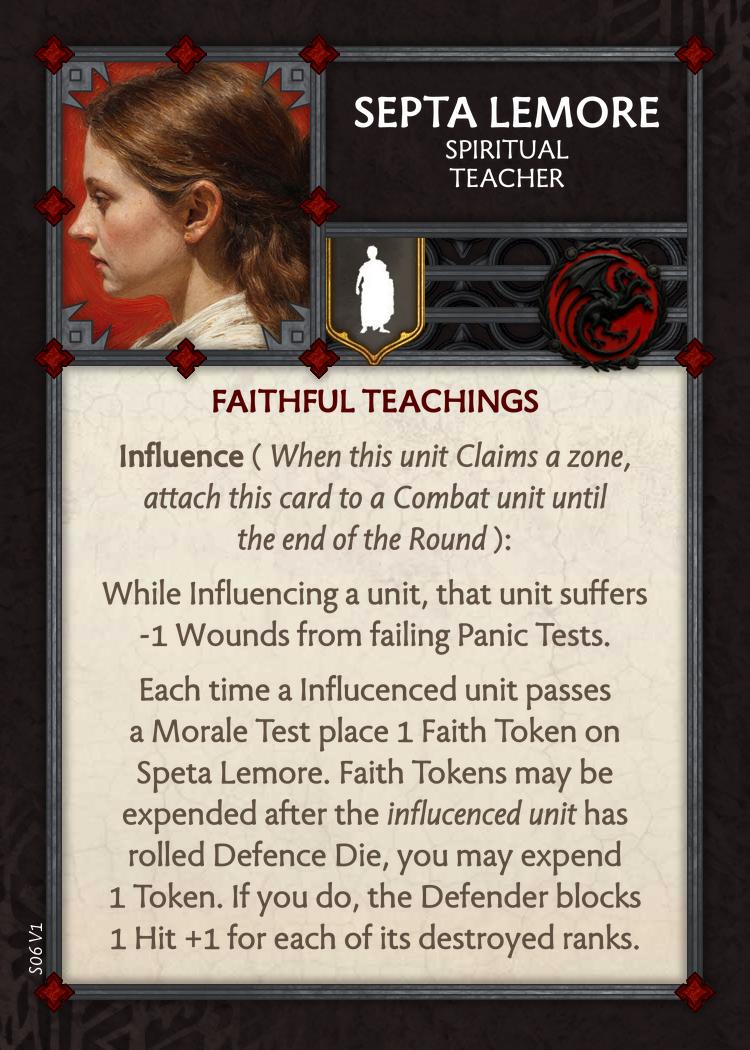 SEPTA LEMORE
SPIRITUAL
TEACHER
FAITHFUL TEACHINGS
Influence ( When this unit Claims a zone,
attach this card to a Combat unit until
the end of the Round ):
While Influencing a unit, that unit suffers
-1 Wounds from failing Panic Tests.
Each time a Influcenced unit passes
a Morale Test place 1 Faith Token on
Speta Lemore. Faith Tokens may be
expended after the influcenced unit has
rolled Defence Die, you may expend
1 Token. If you do, the Defender blocks
1 Hit +1 for each of its destroyed ranks.
S06 V1